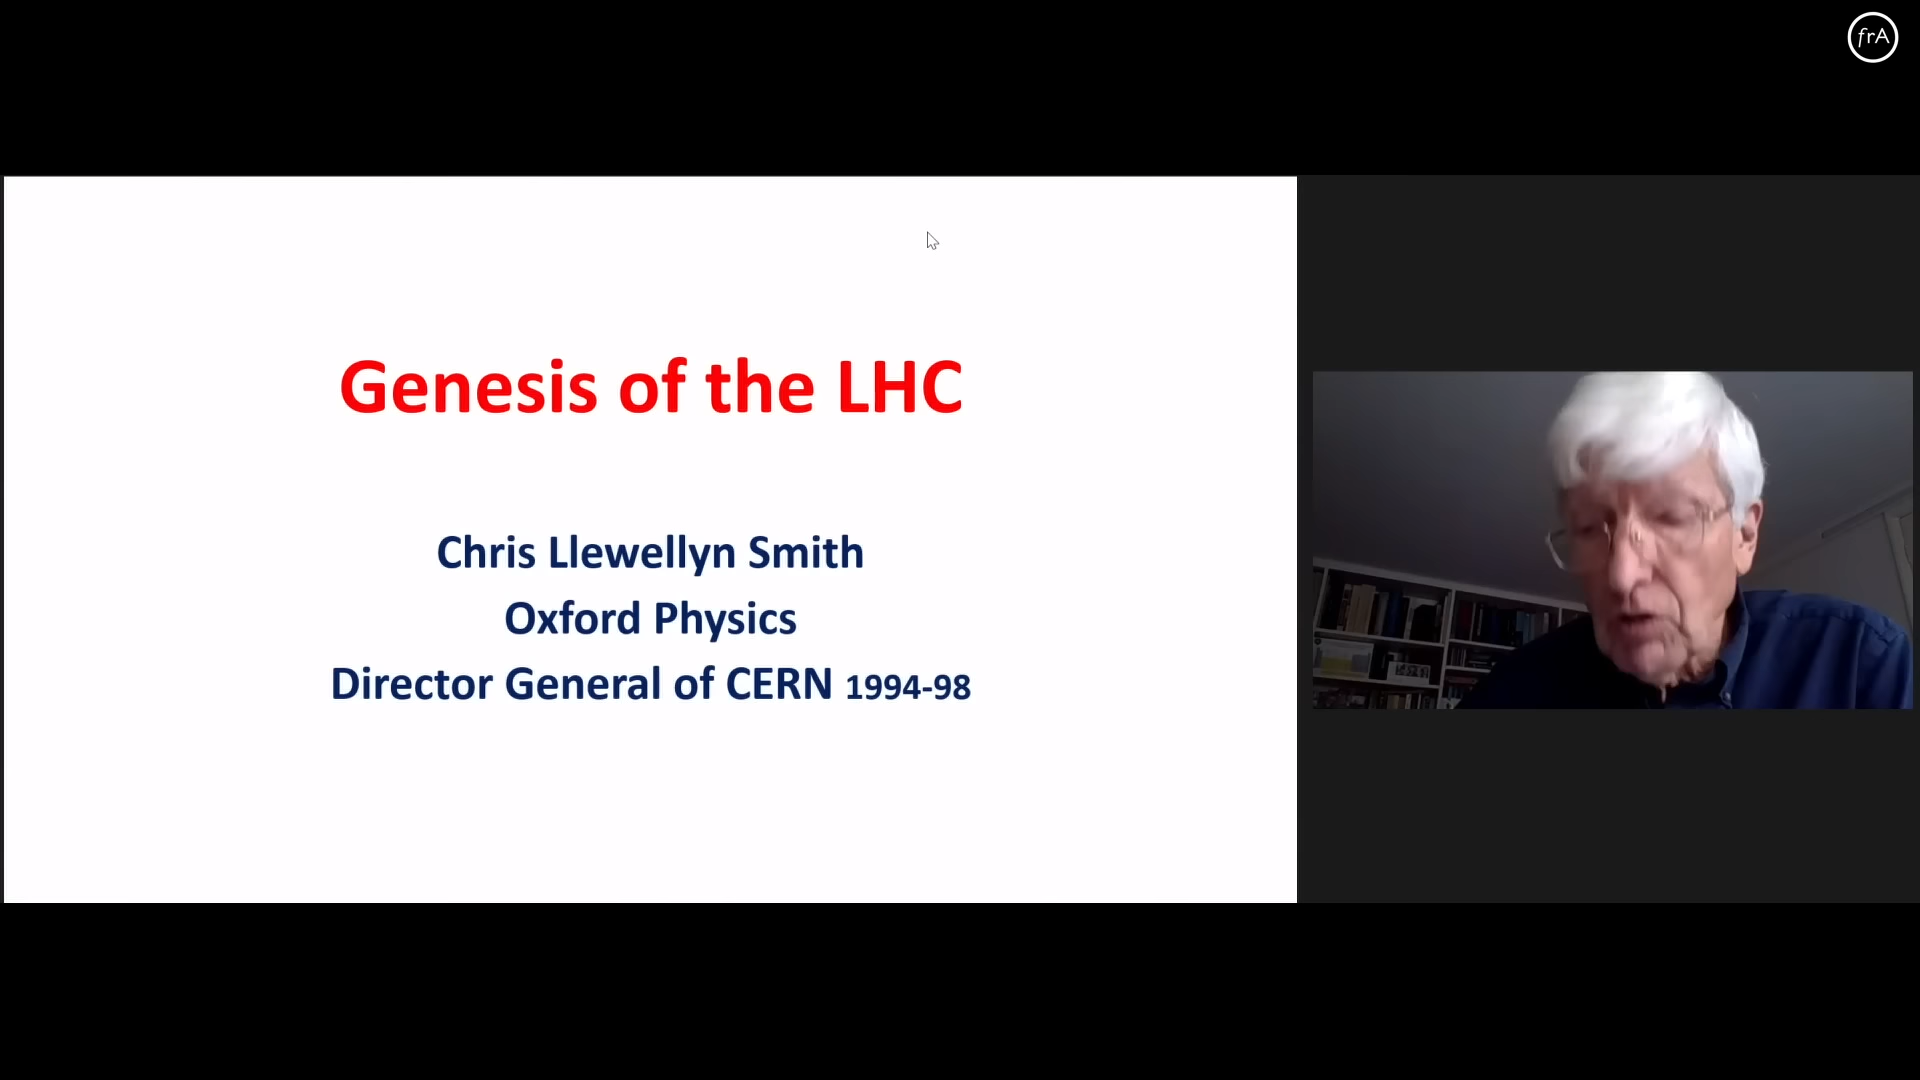 frA
Genesis of the LHC
Chris Llewellyn Smith
Oxford Physics
Director General of CERN 1994-98